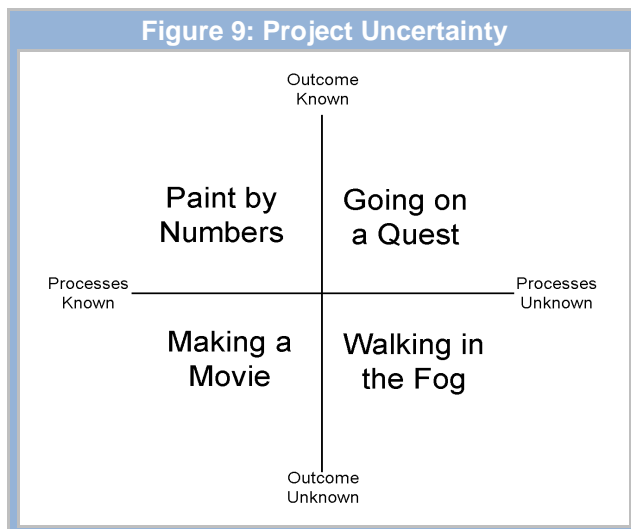 Figure 9: Project Uncertainty
Outcome
Known
Paint by
Numbers
Going on
a Quest
Processes
Known
Processes
Unknown
Making a
Movie
Walking in
the Fog
Outcome
Unknown